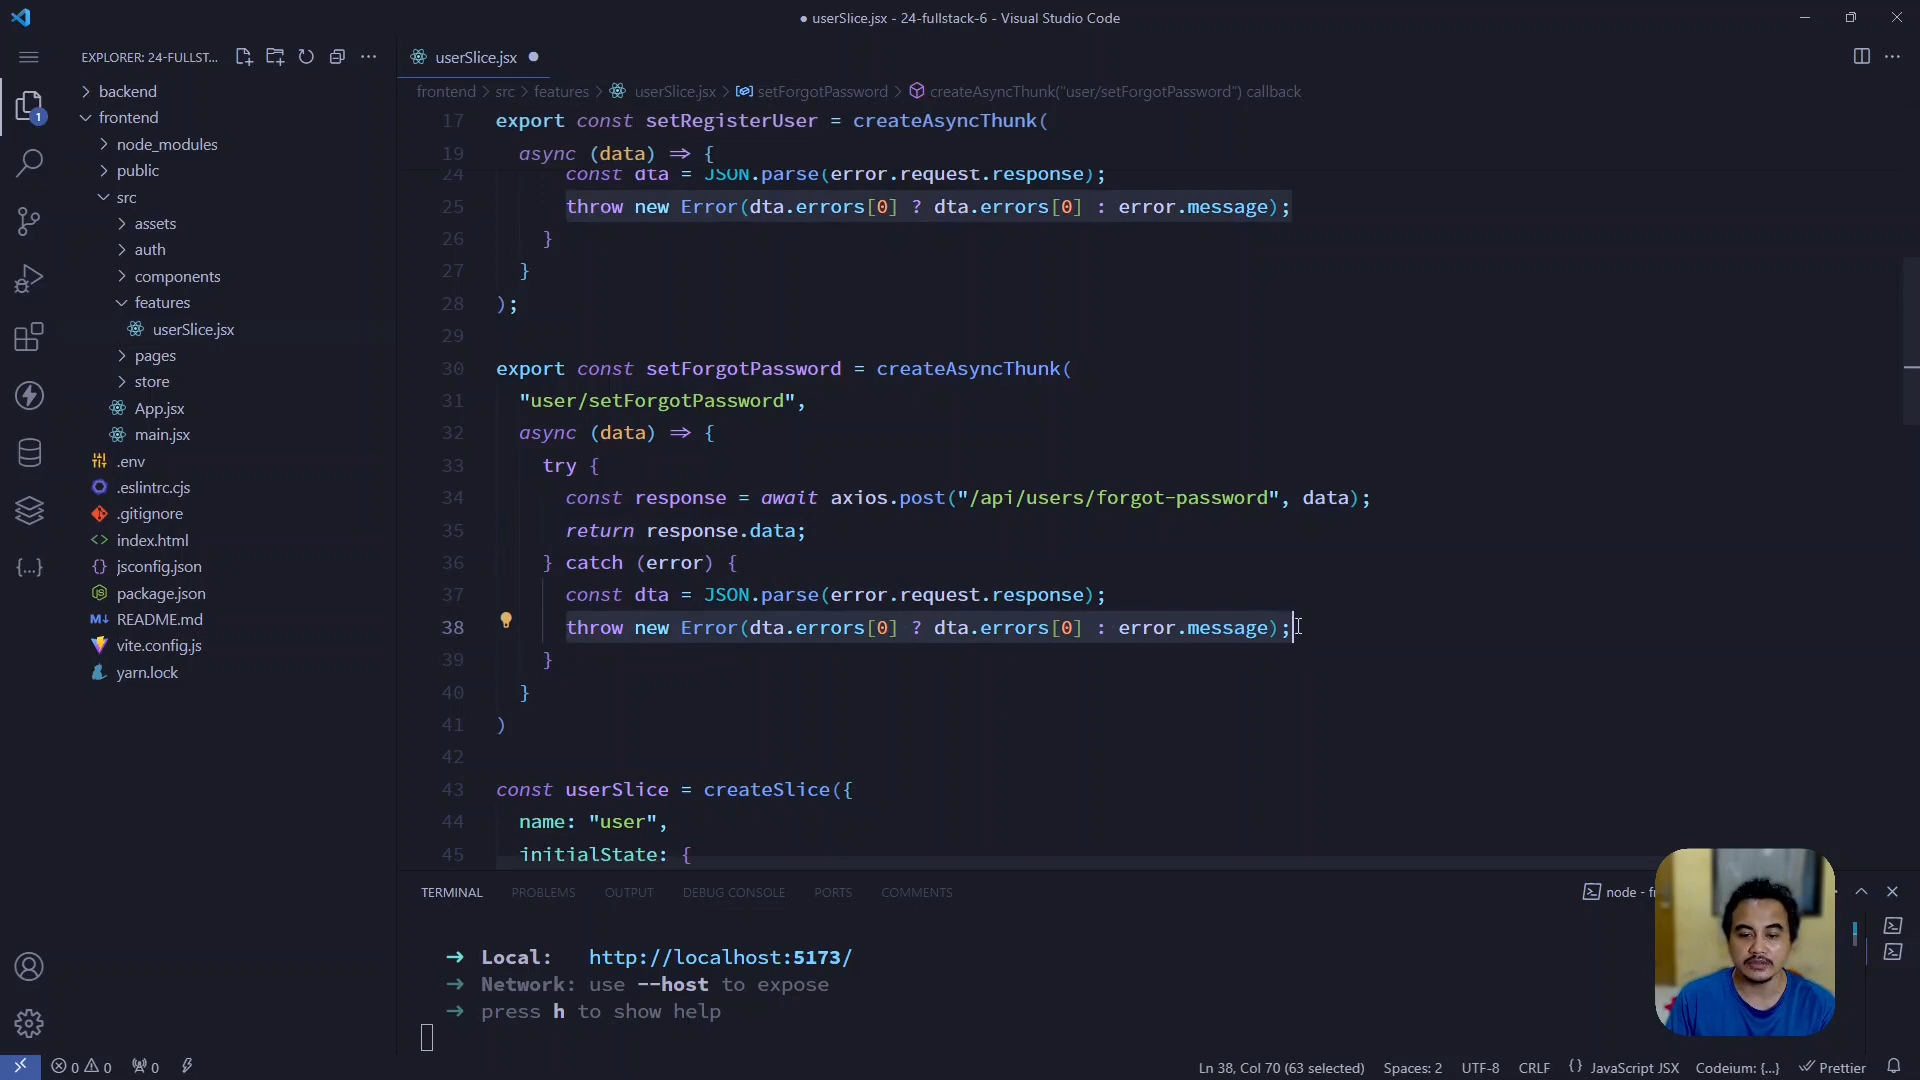 ● userSlice.jsx - 24-fullstack-6 - Visual Studio Code
EXPLORER: 24-FULLST...
userSlice.jsx
frontend > src > features > userSlice.jsx > setForgotPassword > createAsyncThunk("user/setForgotPassword") callback
backend
frontend
node_modules
public
src
assets
auth
components
features
userSlice.jsx
pages
store
App.jsx
main.jsx
.env
.eslintrc.cjs
.gitignore
index.html
jsconfig.json
package.json
README.md
vite.config.js
yarn.lock
1
17 export const setRegisterUser = createAsyncThunk(
19 async (data) => {
24 const dta = JSON.parse(error.request.response);
25 throw new Error(dta.errors[0] ? dta.errors[0] : error.message);
26 }
27 }
28 );
29
30 export const setForgotPassword = createAsyncThunk(
31 "user/setForgotPassword",
32 async (data) => {
33 try {
34 const response = await axios.post("/api/users/forgot-password", data);
35 return response.data;
36 } catch (error) {
37 const dta = JSON.parse(error.request.response);
38 throw new Error(dta.errors[0] ? dta.errors[0] : error.message);
39 }
40 }
41 )
42
43 const userSlice = createSlice({
44 name: "user",
45 initialState: {
TERMINAL PROBLEMS OUTPUT DEBUG CONSOLE PORTS COMMENTS
node - fr
➜ Local: http://localhost:5173/
➜ Network: use --host to expose
➜ press h to show help
0 0 0
Ln 38, Col 70 (63 selected) Spaces: 2 UTF-8 CRLF {} JavaScript JSX Codeium: {...} Prettier